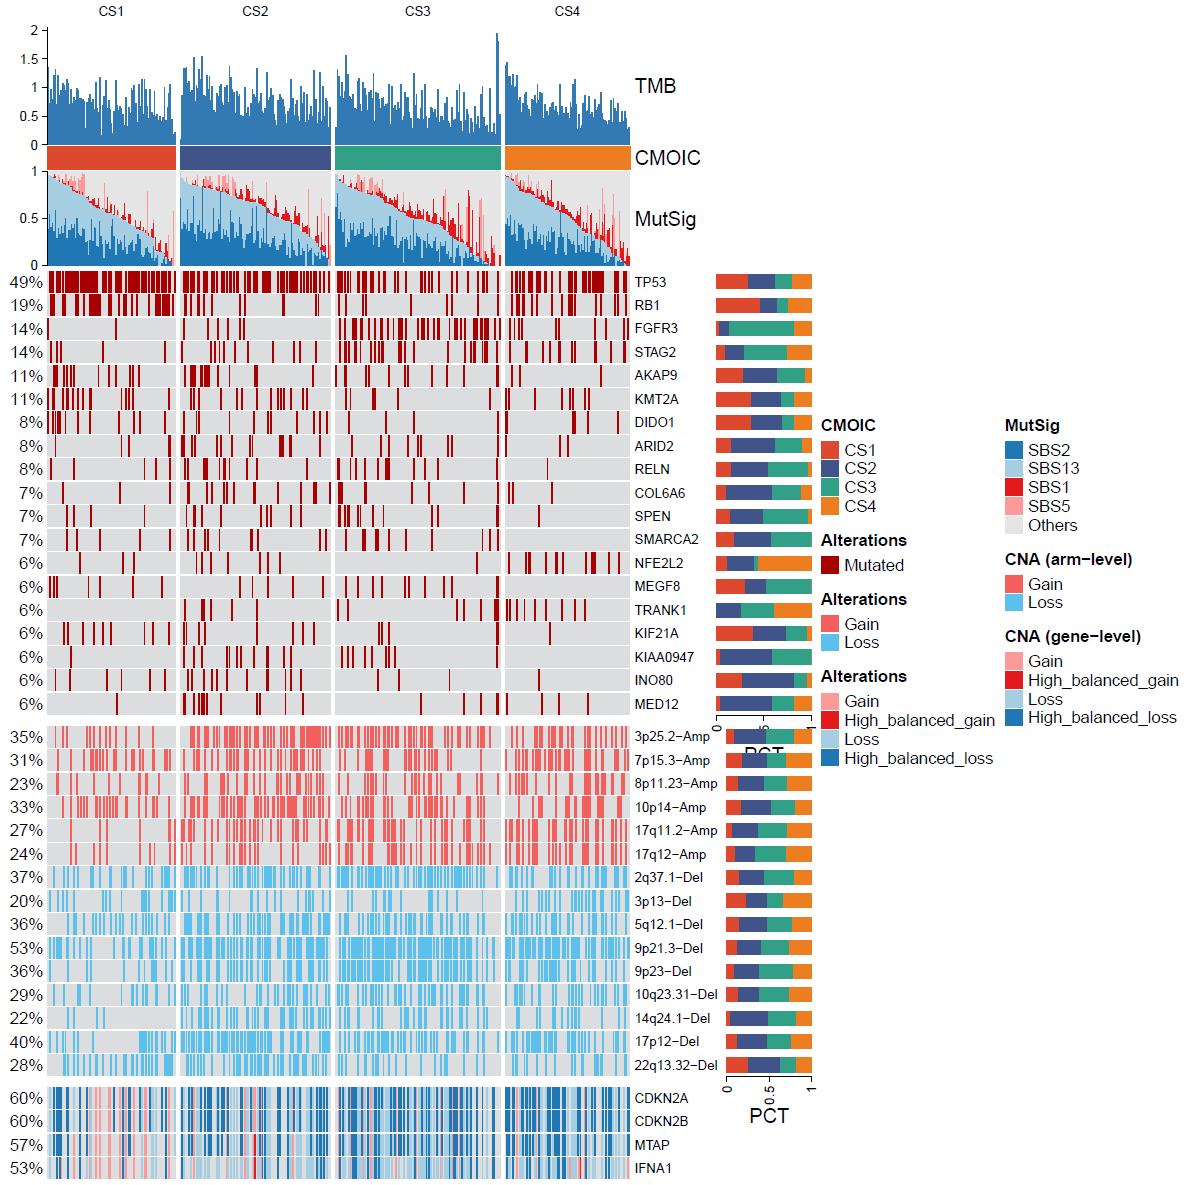 CS1 CS2 CS3 CS4
2
1.5
1
0.5
0
TMB
CMOIC
1
0.5
0
MutSig
49% TP53
19% RB1
14% FGFR3
14% STAG2
11% AKAP9
11% KMT2A
8% DIDO1
8% ARID2
8% RELN
7% COL6A6
7% SPEN
7% SMARCA2
6% NFE2L2
6% MEGF8
6% TRANK1
6% KIF21A
6% KIAA0947
6% INO80
6% MED12
0 .5 1
PCT
35% 3p25.2−Amp
31% 7p15.3−Amp
23% 8p11.23−Amp
33% 10p14−Amp
27% 17q11.2−Amp
24% 17q12−Amp
37% 2q37.1−Del
20% 3p13−Del
36% 5q12.1−Del
53% 9p21.3−Del
36% 9p23−Del
29% 10q23.31−Del
22% 14q24.1−Del
40% 17p12−Del
28% 22q13.32−Del
0 0.5 1
PCT
60% CDKN2A
60% CDKN2B
57% MTAP
53% IFNA1
CMOIC
CS1
CS2
CS3
CS4
Alterations
Mutated
Alterations
Gain
Loss
Alterations
Gain
High_balanced_gain
Loss
High_balanced_loss
MutSig
SBS2
SBS13
SBS1
SBS5
Others
CNA (arm−level)
Gain
Loss
CNA (gene−level)
Gain
High_balanced_gain
Loss
High_balanced_loss